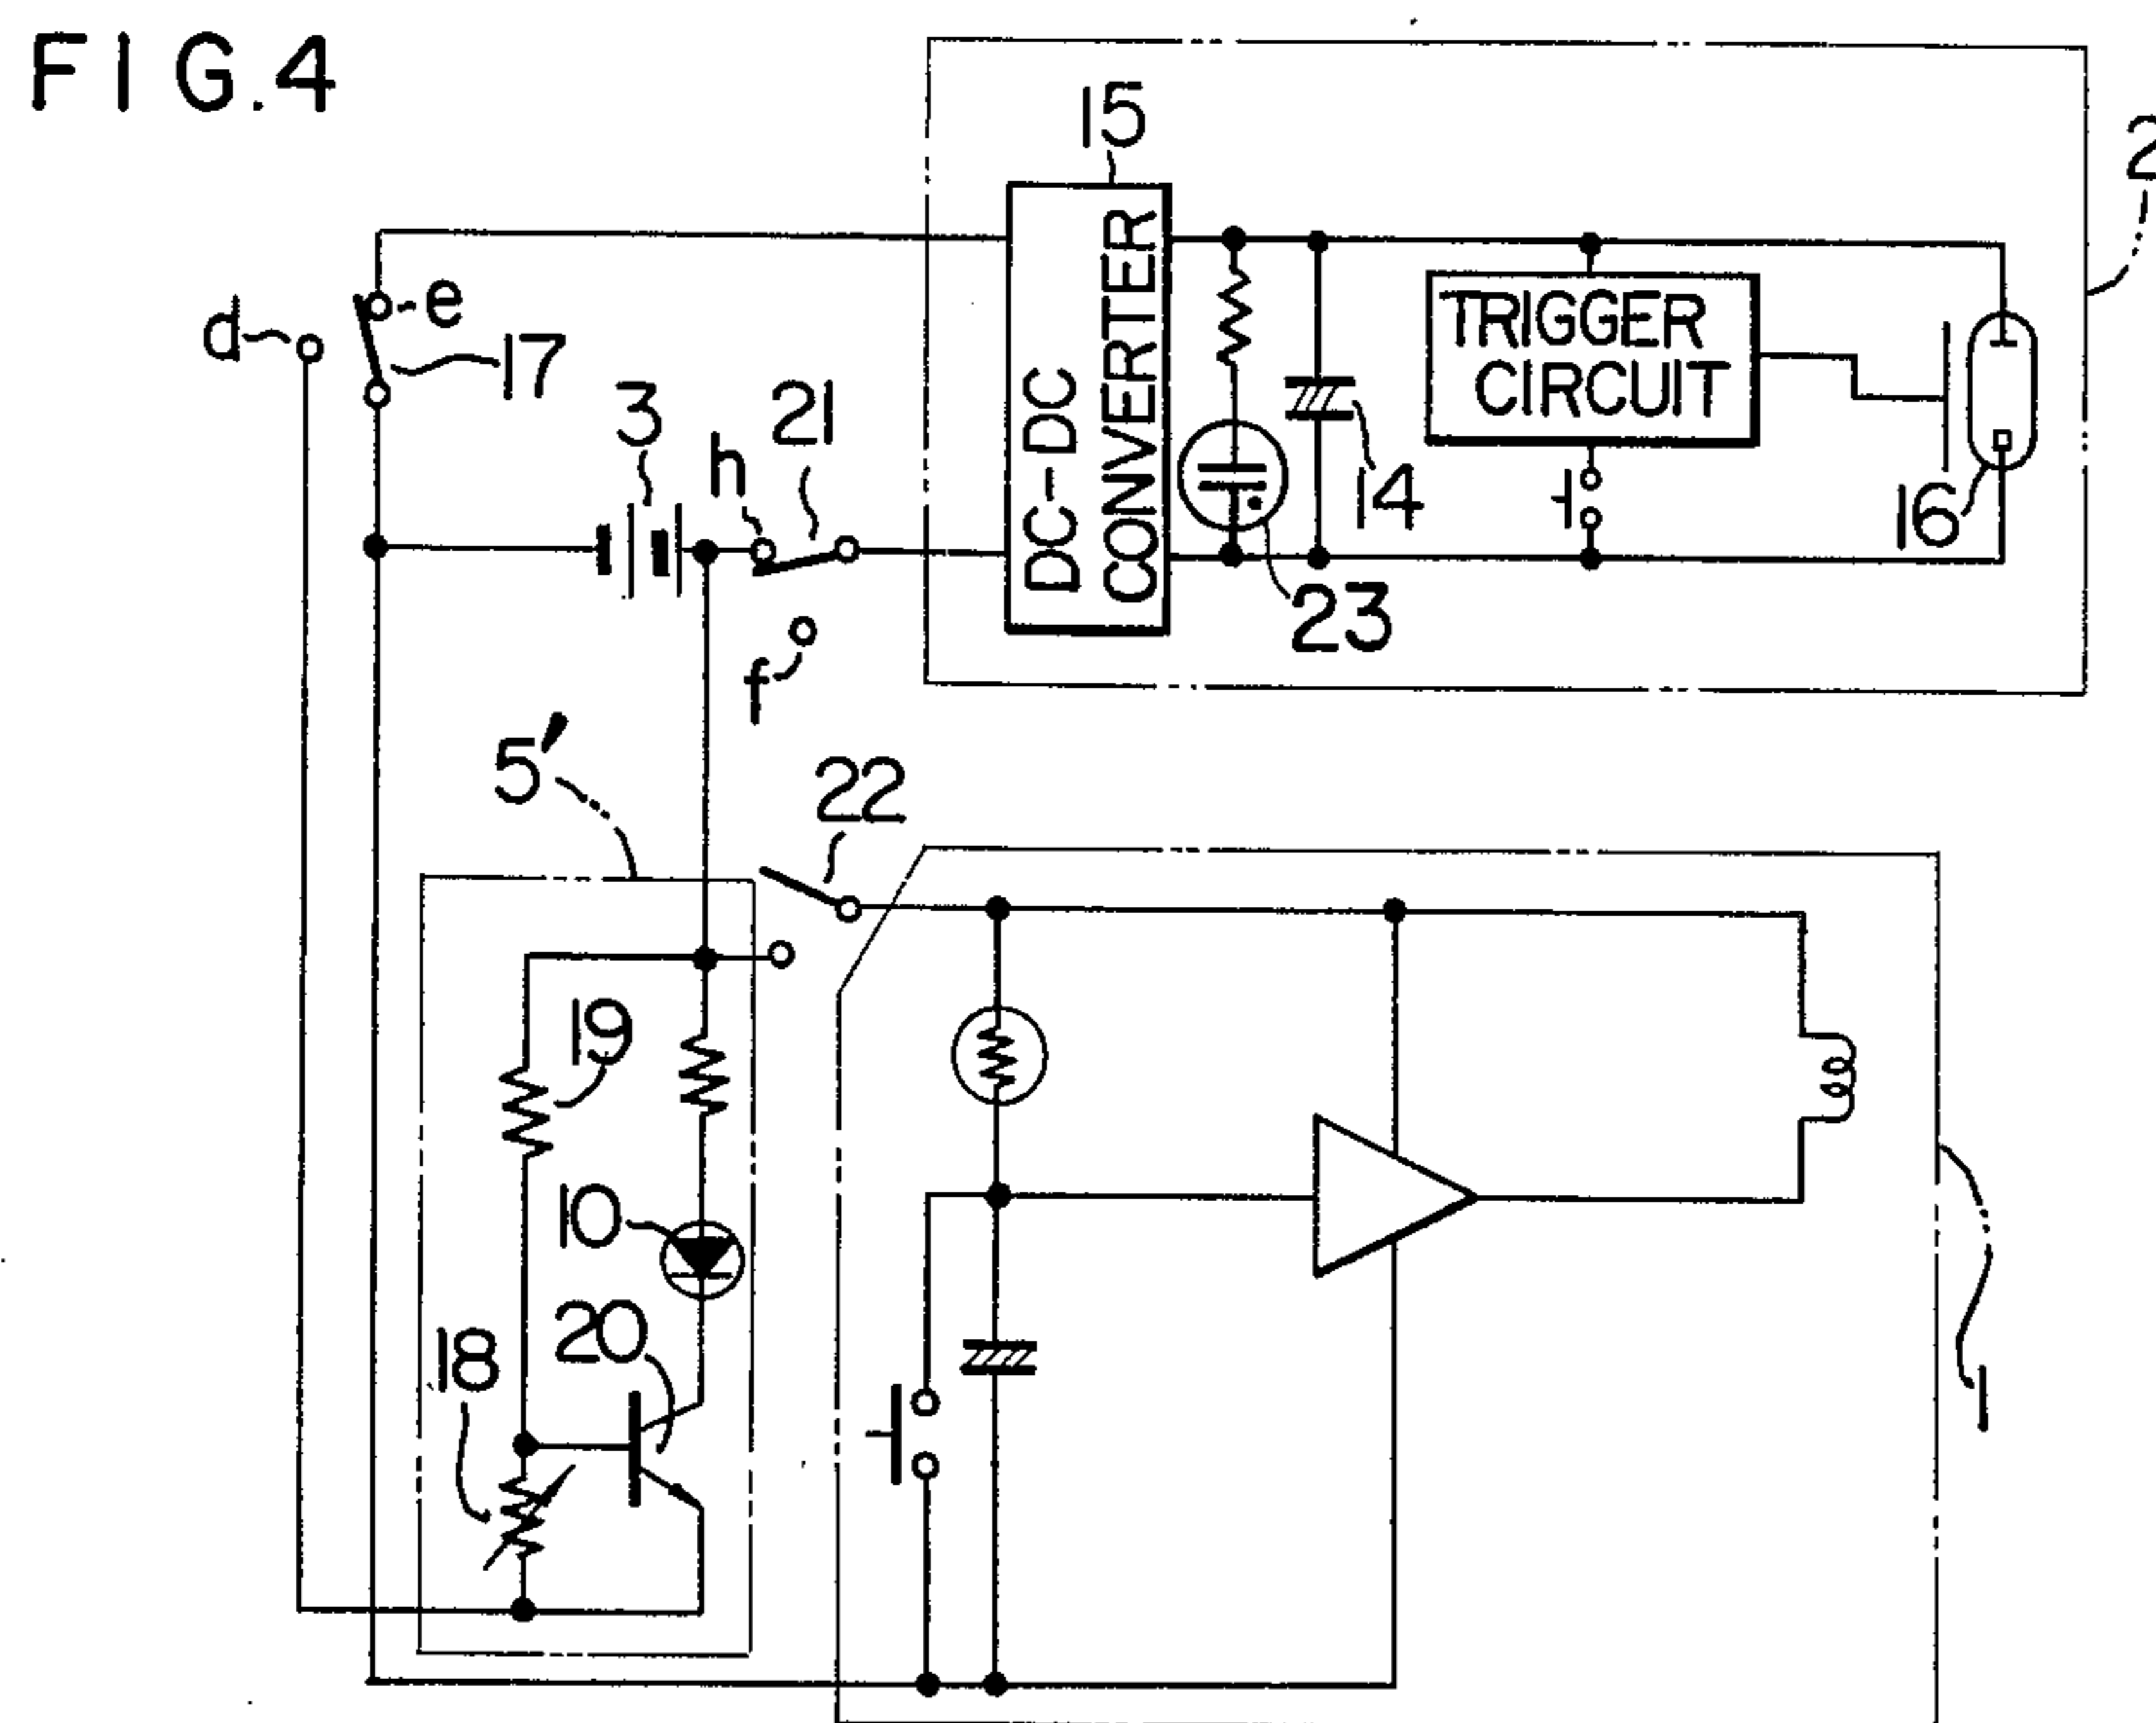 FIG.4
15
2
e
d
17
TRIGGER
CIRCUIT
3
h
21
DC-DC
CONVERTER
14
16
23
f
5′
22
19
10
20
18
1